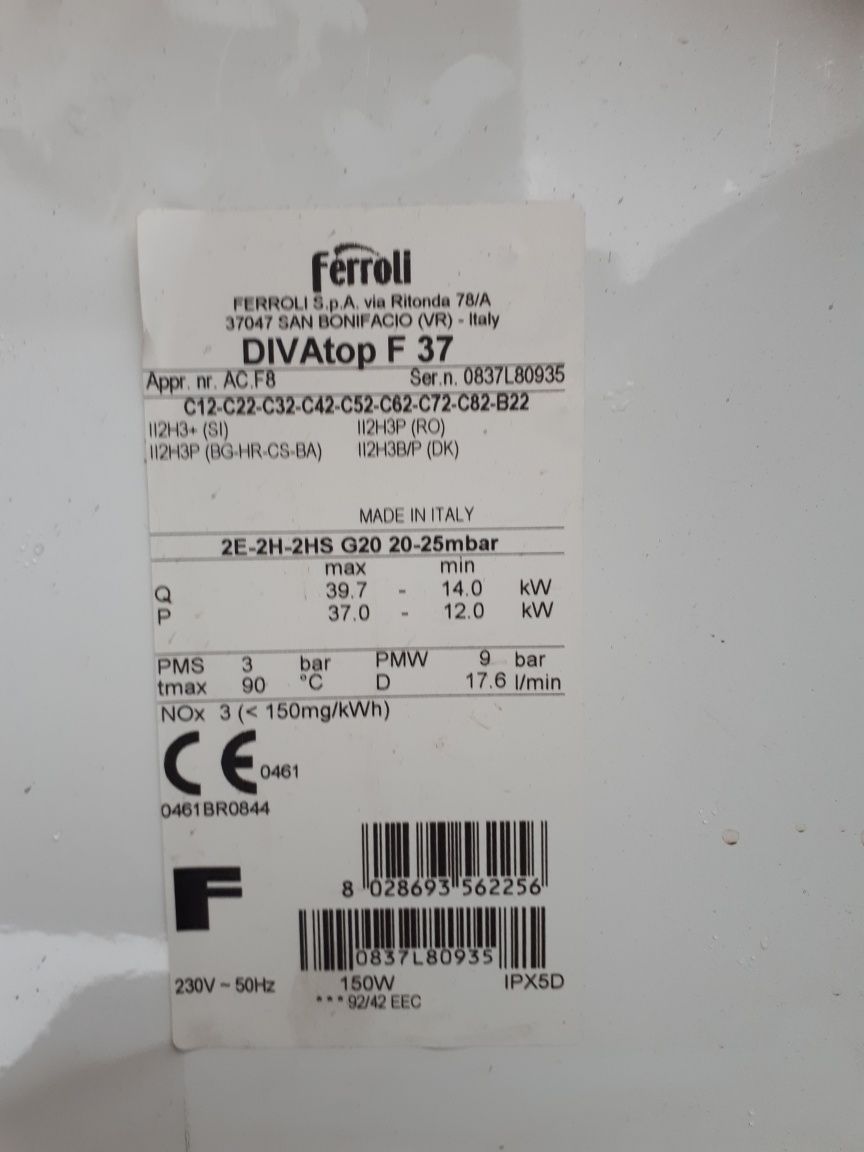 Ferroli
FERROLI S.p.A. via Ritonda 78/A
37047 SAN BONIFACIO (VR) - Italy
DIVAtop F 37
Appr. nr. AC.F8 Ser.n. 0837L80935
C12-C22-C32-C42-C52-C62-C72-C82-B22
II2H3+ (SI) II2H3P (RO)
II2H3P (BG-HR-CS-BA) II2H3B/P (DK)
MADE IN ITALY
2E-2H-2HS G20 20-25mbar
max min
Q 39.7 - 14.0 kW
P 37.0 - 12.0 kW
PMS 3 bar PMW 9 bar
tmax 90 °C D 17.6 l/min
NOx 3 (< 150mg/kWh)
CE 0461
0461BR0844
8 028693 562256
F
0837L80935
230V ~ 50Hz 150W IPX5D
*** 92/42 EEC